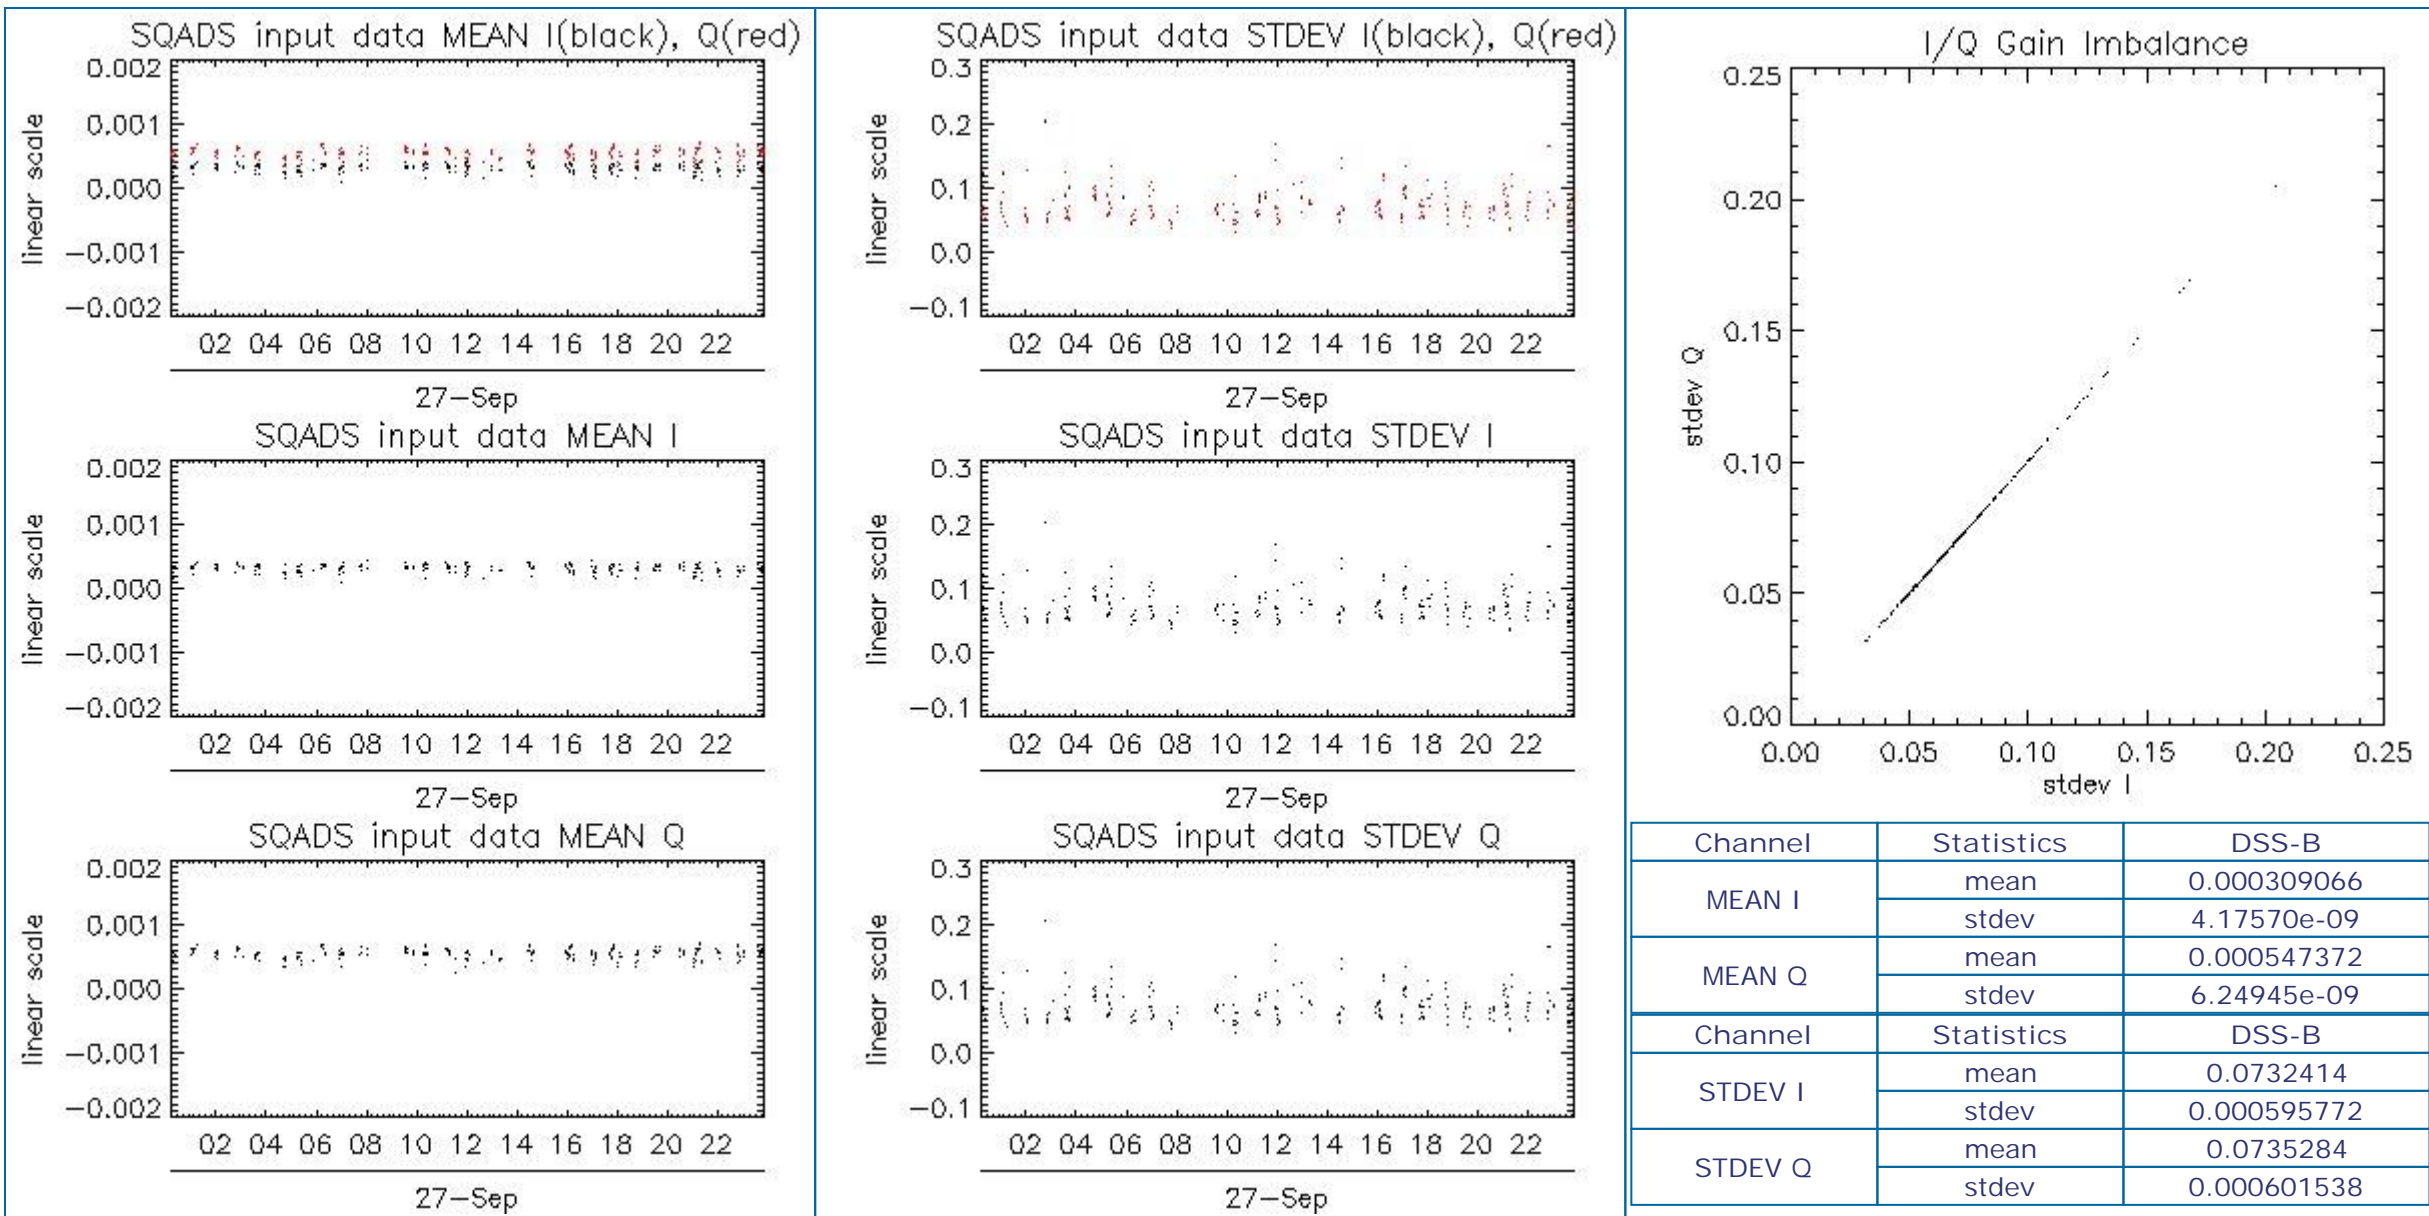 SQADS input data MEAN I(black), Q(red)
0.002
0.001
0.000
-0.001
-0.002
linear scale
02 04 06 08 10 12 14 16 18 20 22
27-Sep
SQADS input data MEAN I
0.002
0.001
0.000
-0.001
-0.002
linear scale
02 04 06 08 10 12 14 16 18 20 22
27-Sep
SQADS input data MEAN Q
0.002
0.001
0.000
-0.001
-0.002
linear scale
02 04 06 08 10 12 14 16 18 20 22
27-Sep
SQADS input data STDEV I(black), Q(red)
0.3
0.2
0.1
0.0
-0.1
linear scale
02 04 06 08 10 12 14 16 18 20 22
27-Sep
SQADS input data STDEV I
0.3
0.2
0.1
0.0
-0.1
linear scale
02 04 06 08 10 12 14 16 18 20 22
27-Sep
SQADS input data STDEV Q
0.3
0.2
0.1
0.0
-0.1
linear scale
02 04 06 08 10 12 14 16 18 20 22
27-Sep
I/Q Gain Imbalance
0.25
0.20
0.15
0.10
0.05
0.00
stdev Q
0.00 0.05 0.10 0.15 0.20 0.25
stdev I
Channel Statistics DSS-B
MEAN I mean 0.000309066
stdev 4.17570e-09
MEAN Q mean 0.000547372
stdev 6.24945e-09
Channel Statistics DSS-B
STDEV I mean 0.0732414
stdev 0.000595772
STDEV Q mean 0.0735284
stdev 0.000601538